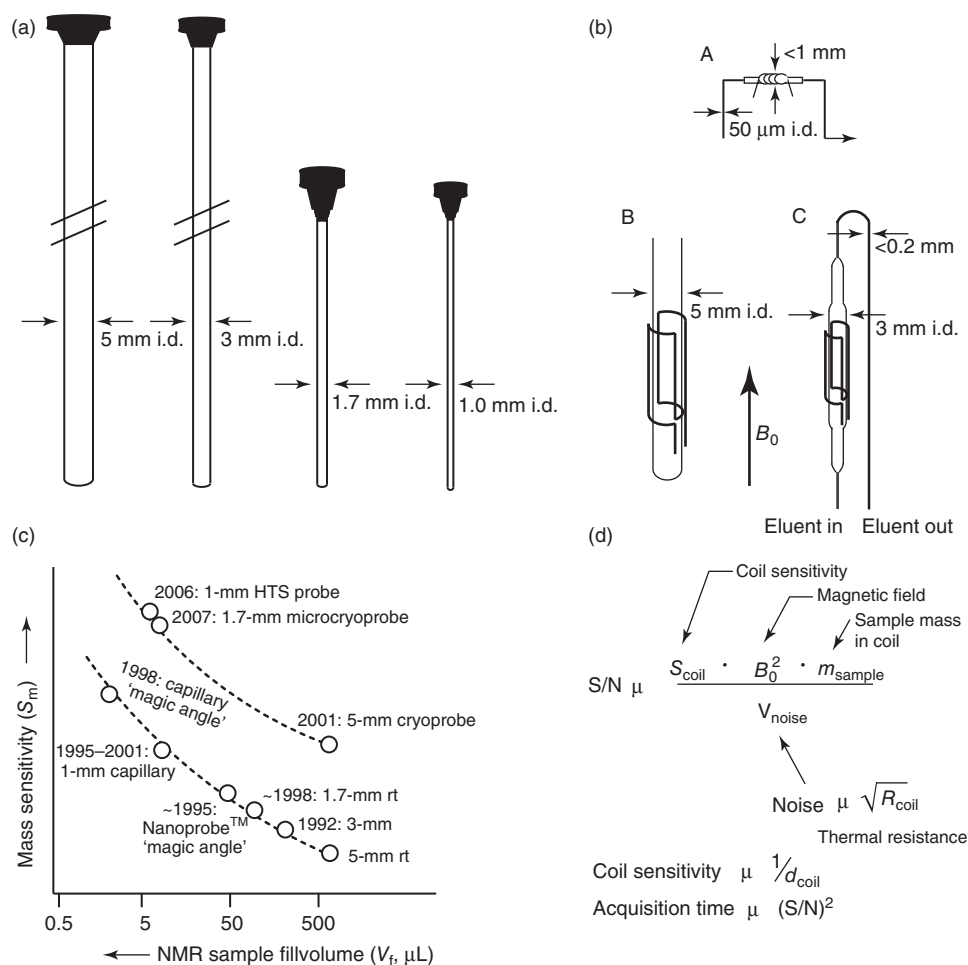 (a)
5 mm i.d.
3 mm i.d.
1.7 mm i.d.
1.0 mm i.d.
(b)
A
<1 mm
50 μm i.d.
B
C
<0.2 mm
5 mm i.d.
3 mm i.d.
B0
Eluent in
Eluent out
(c)
Mass sensitivity (Sm)
2006: 1-mm HTS probe
2007: 1.7-mm microcryoprobe
1998: capillary
'magic angle'
2001: 5-mm cryoprobe
1995–2001:
1-mm capillary
~1998: 1.7-mm rt
~1995:
Nanoprobe™
'magic angle'
1992: 3-mm
5-mm rt
0.5
5
50
500
NMR sample fillvolume (Vf, μL)
(d)
Coil sensitivity
Magnetic field
Sample mass
in coil
S/N μ Scoil · B0² · msample
Vnoise
Noise μ √Rcoil
Thermal resistance
Coil sensitivity μ 1/dcoil
Acquisition time μ (S/N)²